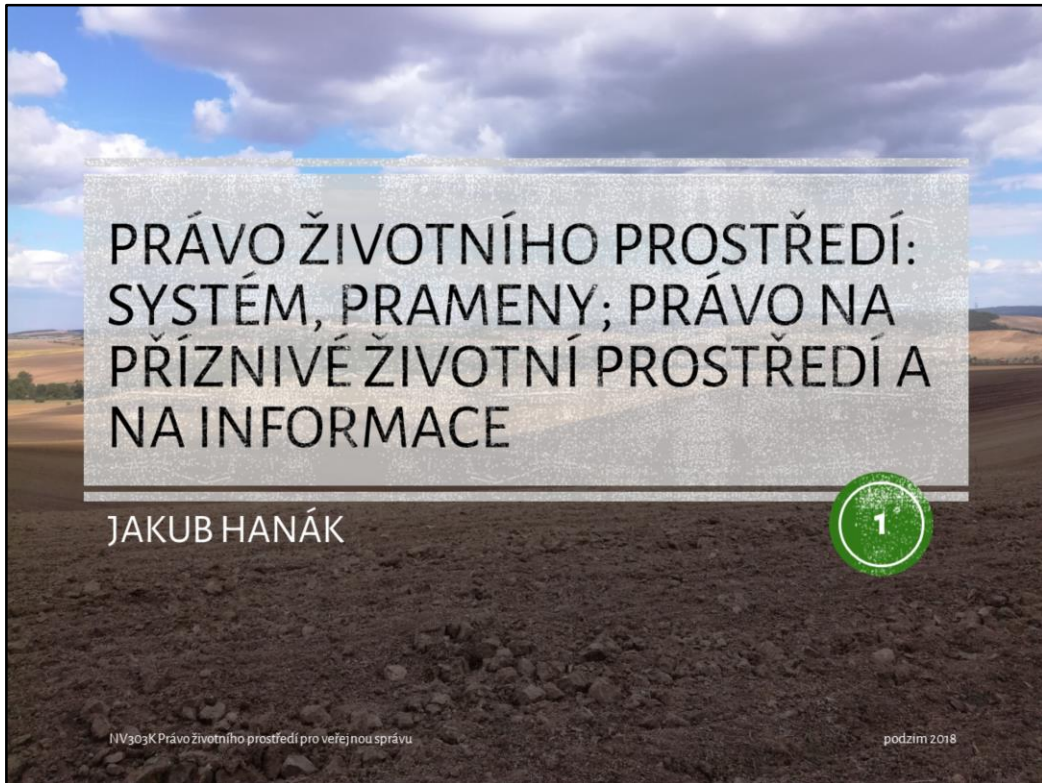 PRÁVO ŽIVOTNÍHO PROSTŘEDÍ:
SYSTÉM, PRAMENY; PRÁVO NA
PŘÍZNIVÉ ŽIVOTNÍ PROSTŘEDÍ A
NA INFORMACE
JAKUB HANÁK
1
NV303K Právo životního prostředí pro veřejnou správu
podzim 2018